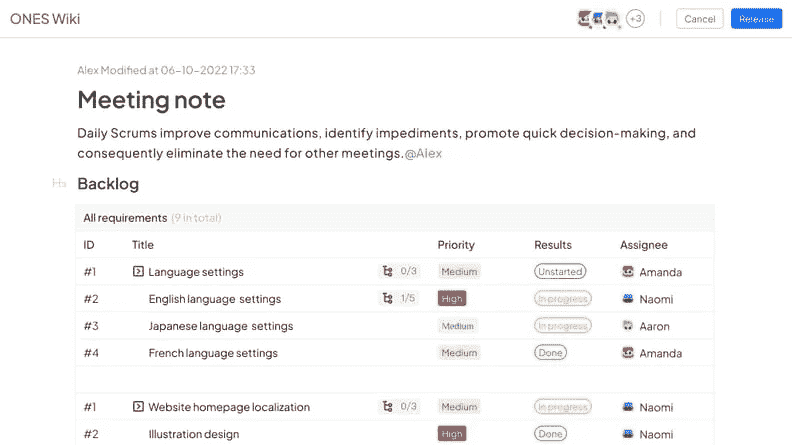 ONES Wiki
+3
Cancel
Release
Alex Modified at 06-10-2022 17:33
Meeting note
Daily Scrums improve communications, identify impediments, promote quick decision-making, and
consequently eliminate the need for other meetings.@Alex
Backlog
All requirements (9 in total)
ID Title Priority Results Assignee
#1 Language settings 0/3 Medium Unstarted Amanda
#2 English language settings 1/5 High In progress Naomi
#3 Japanese language settings Medium In progress Aaron
#4 French language settings Medium Done Amanda
#1 Website homepage localization 0/3 Medium In progress Naomi
#2 Illustration design High Done Naomi